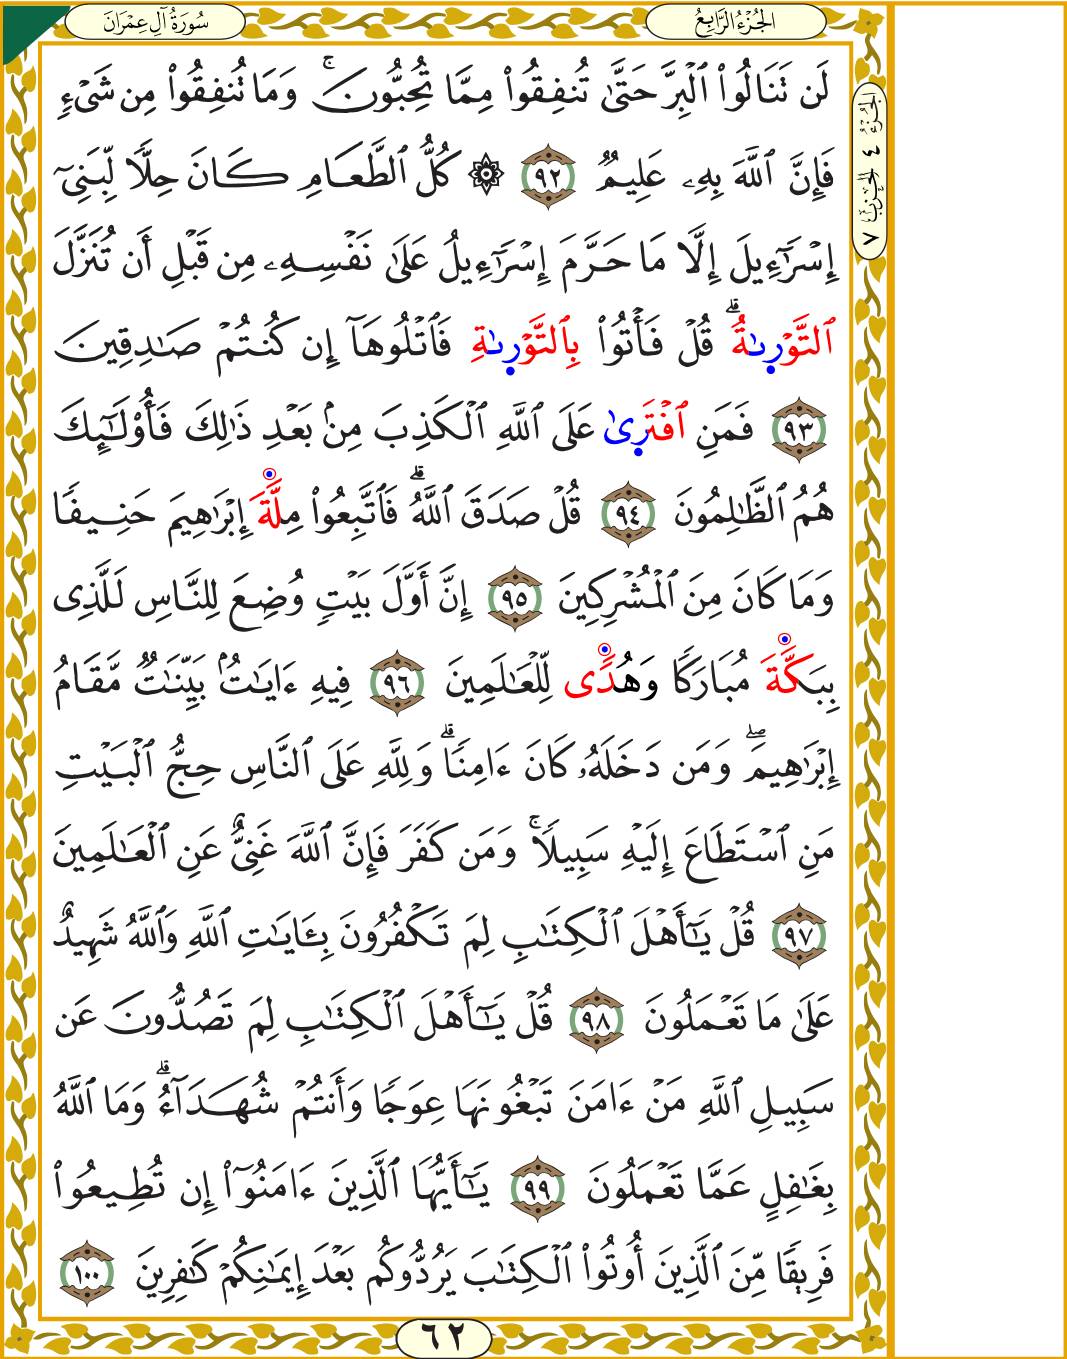 سُورَةُ آلِ عِمْرَانَ
الجُزْءُ الرَّابِعُ
الجُزْءُ ٤ الحِزْبُ ٧
لَن تَنَالُوا۟ ٱلْبِرَّ حَتَّىٰ تُنفِقُوا۟ مِمَّا تُحِبُّونَ ۚ وَمَا تُنفِقُوا۟ مِن شَىْءٍ
فَإِنَّ ٱللَّهَ بِهِۦ عَلِيمٌ ٩٢ ۞ كُلُّ ٱلطَّعَامِ كَانَ حِلًّا لِّبَنِىٓ
إِسْرَٰٓءِيلَ إِلَّا مَا حَرَّمَ إِسْرَٰٓءِيلُ عَلَىٰ نَفْسِهِۦ مِن قَبْلِ أَن تُنَزَّلَ
ٱلتَّوْرىٰةُ ۗ قُلْ فَأْتُوا۟ بِٱلتَّوْرىٰةِ فَٱتْلُوهَآ إِن كُنتُمْ صَٰدِقِينَ
٩٣ فَمَنِ ٱفْتَرىٰ عَلَى ٱللَّهِ ٱلْكَذِبَ مِنۢ بَعْدِ ذَٰلِكَ فَأُو۟لَٰٓئِكَ
هُمُ ٱلظَّٰلِمُونَ ٩٤ قُلْ صَدَقَ ٱللَّهُ ۗ فَٱتَّبِعُوا۟ مِلَّةَ إِبْرَٰهِيمَ حَنِيفًا
وَمَا كَانَ مِنَ ٱلْمُشْرِكِينَ ٩٥ إِنَّ أَوَّلَ بَيْتٍ وُضِعَ لِلنَّاسِ لَلَّذِى
بِبَكَّةَ مُبَارَكًا وَهُدًى لِّلْعَٰلَمِينَ ٩٦ فِيهِ ءَايَٰتٌۢ بَيِّنَٰتٌ مَّقَامُ
إِبْرَٰهِيمَ ۖ وَمَن دَخَلَهُۥ كَانَ ءَامِنًا ۗ وَلِلَّهِ عَلَى ٱلنَّاسِ حِجُّ ٱلْبَيْتِ
مَنِ ٱسْتَطَاعَ إِلَيْهِ سَبِيلًا ۚ وَمَن كَفَرَ فَإِنَّ ٱللَّهَ غَنِىٌّ عَنِ ٱلْعَٰلَمِينَ
٩٧ قُلْ يَٰٓأَهْلَ ٱلْكِتَٰبِ لِمَ تَكْفُرُونَ بِـَٔايَٰتِ ٱللَّهِ وَٱللَّهُ شَهِيدٌ
عَلَىٰ مَا تَعْمَلُونَ ٩٨ قُلْ يَٰٓأَهْلَ ٱلْكِتَٰبِ لِمَ تَصُدُّونَ عَن
سَبِيلِ ٱللَّهِ مَنْ ءَامَنَ تَبْغُونَهَا عِوَجًا وَأَنتُمْ شُهَدَآءُ ۗ وَمَا ٱللَّهُ
بِغَٰفِلٍ عَمَّا تَعْمَلُونَ ٩٩ يَٰٓأَيُّهَا ٱلَّذِينَ ءَامَنُوٓا۟ إِن تُطِيعُوا۟
فَرِيقًا مِّنَ ٱلَّذِينَ أُوتُوا۟ ٱلْكِتَٰبَ يَرُدُّوكُم بَعْدَ إِيمَٰنِكُمْ كَٰفِرِينَ ١٠٠
٦٢